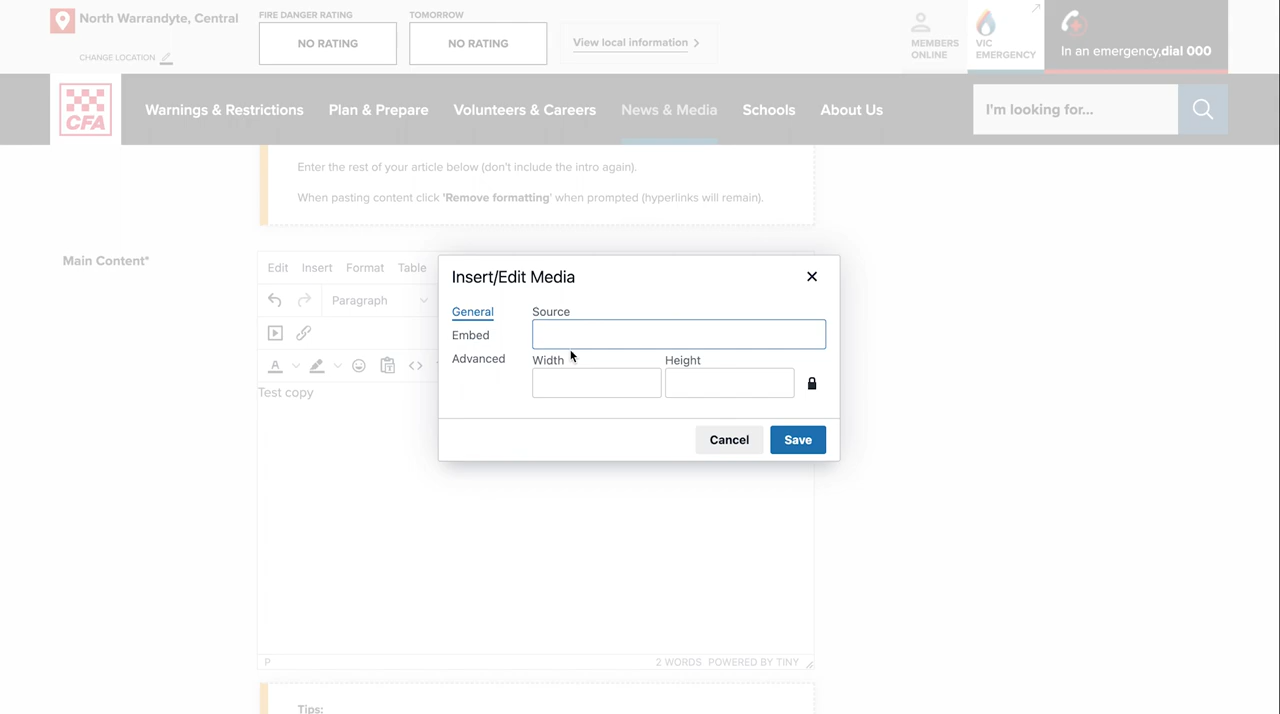 North Warrandyte, Central
CHANGE LOCATION
FIRE DANGER RATING
NO RATING
TOMORROW
NO RATING
View local information
MEMBERS
ONLINE
VIC
EMERGENCY
In an emergency,dial 000
CFA
Warnings & Restrictions
Plan & Prepare
Volunteers & Careers
News & Media
Schools
About Us
I'm looking for...
Enter the rest of your article below (don't include the intro again).
When pasting content click 'Remove formatting' when prompted (hyperlinks will remain).
Main Content*
Edit
Insert
Format
Table
Paragraph
A
Test copy
Insert/Edit Media
General
Embed
Advanced
Source
Width
Height
Cancel
Save
P
2 WORDS
POWERED BY TINY
Tips: